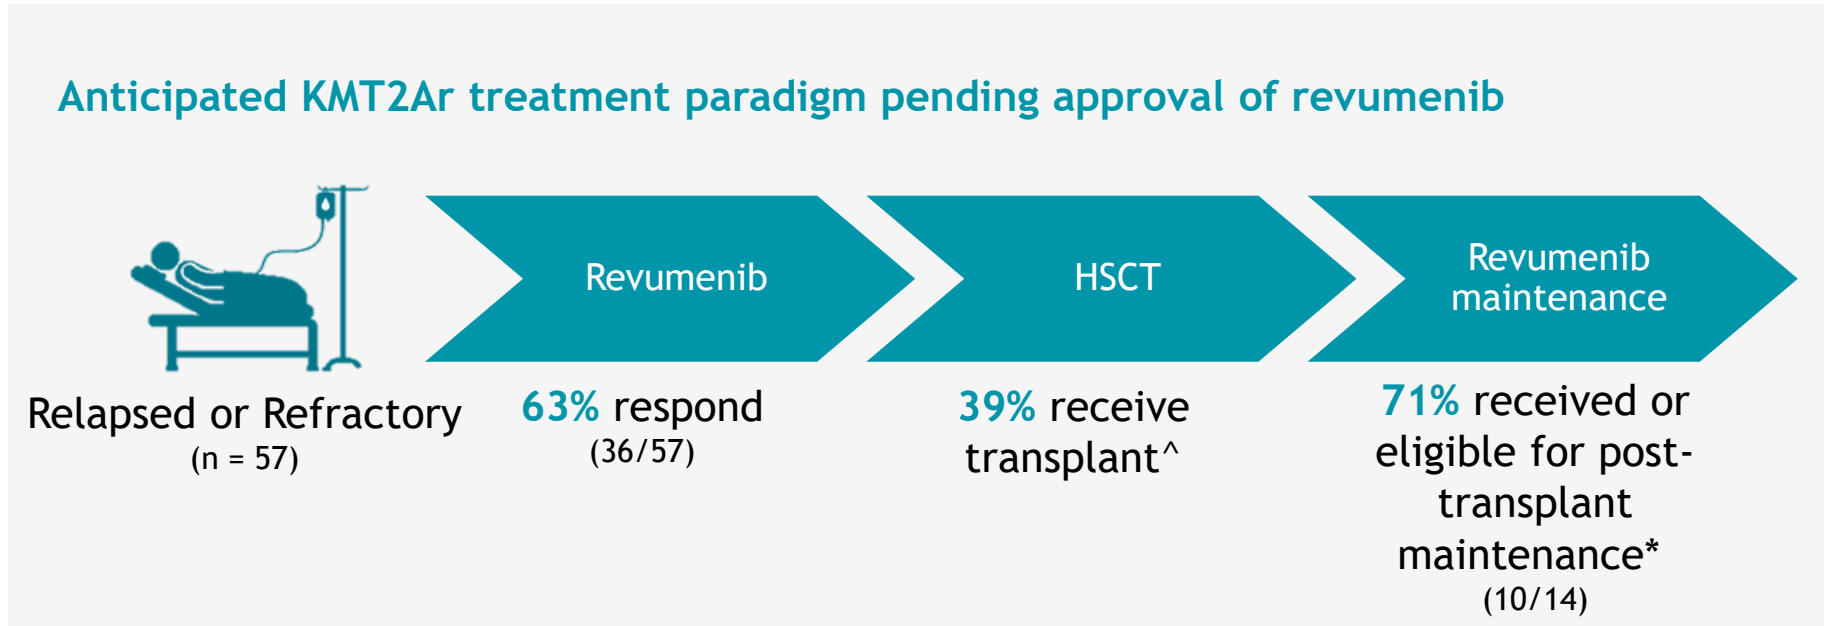 Anticipated KMT2Ar treatment paradigm pending approval of revumenib
Revumenib
HSCT
Revumenib
maintenance
Relapsed or Refractory
(n = 57)
63% respond
(36/57)
39% receive
transplant^
71% received or
eligible for post-
transplant
maintenance*
(10/14)